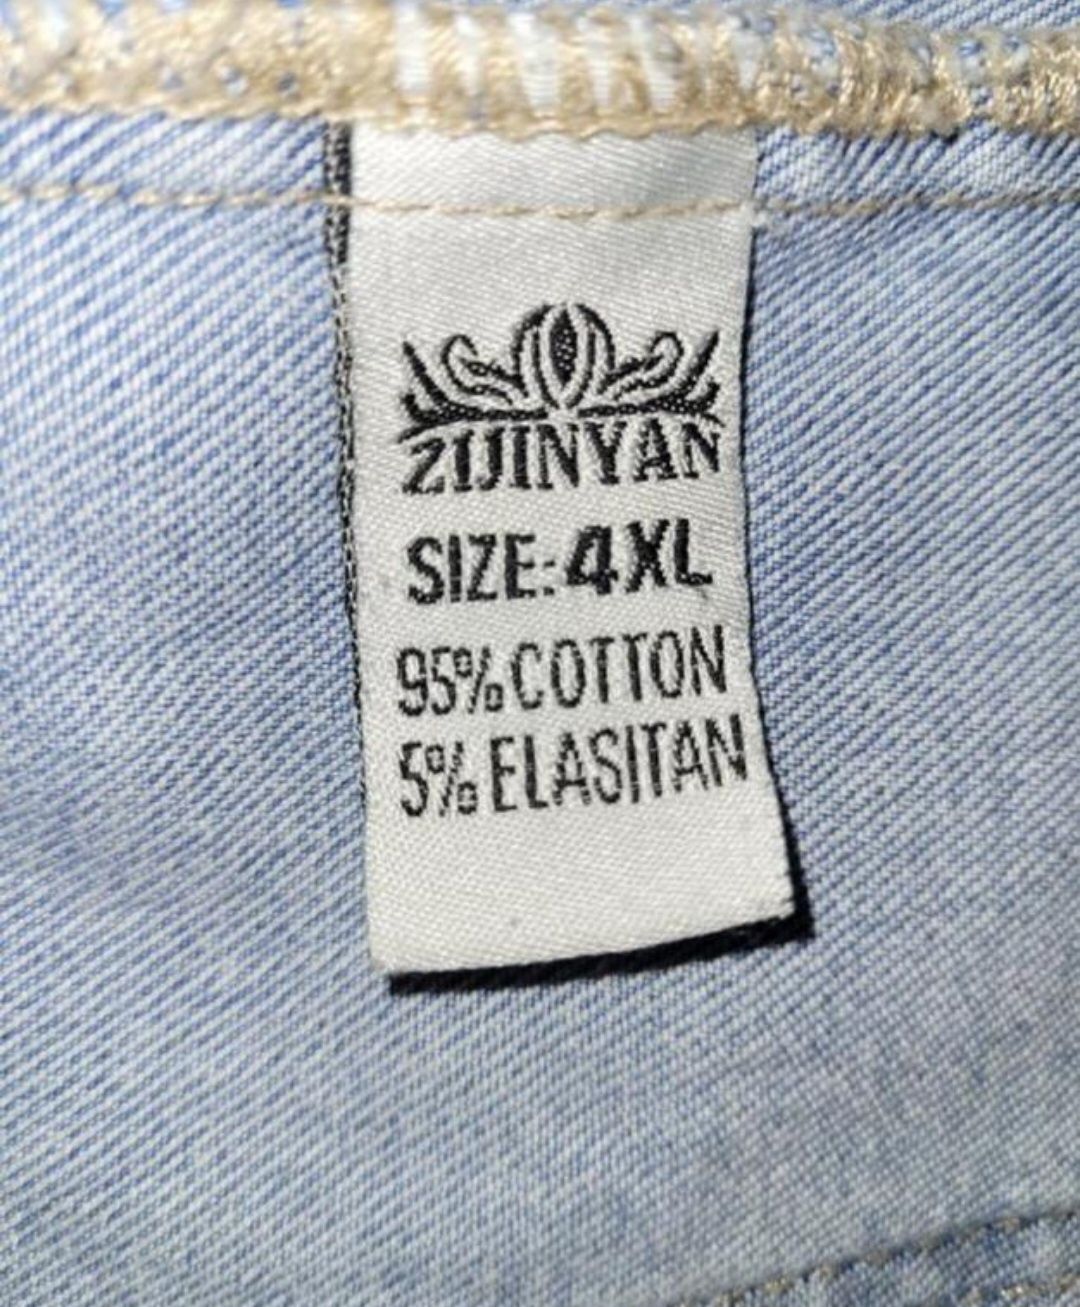 ZIJINYAN
SIZE:4XL
95%COTTON
5%ELASITAN